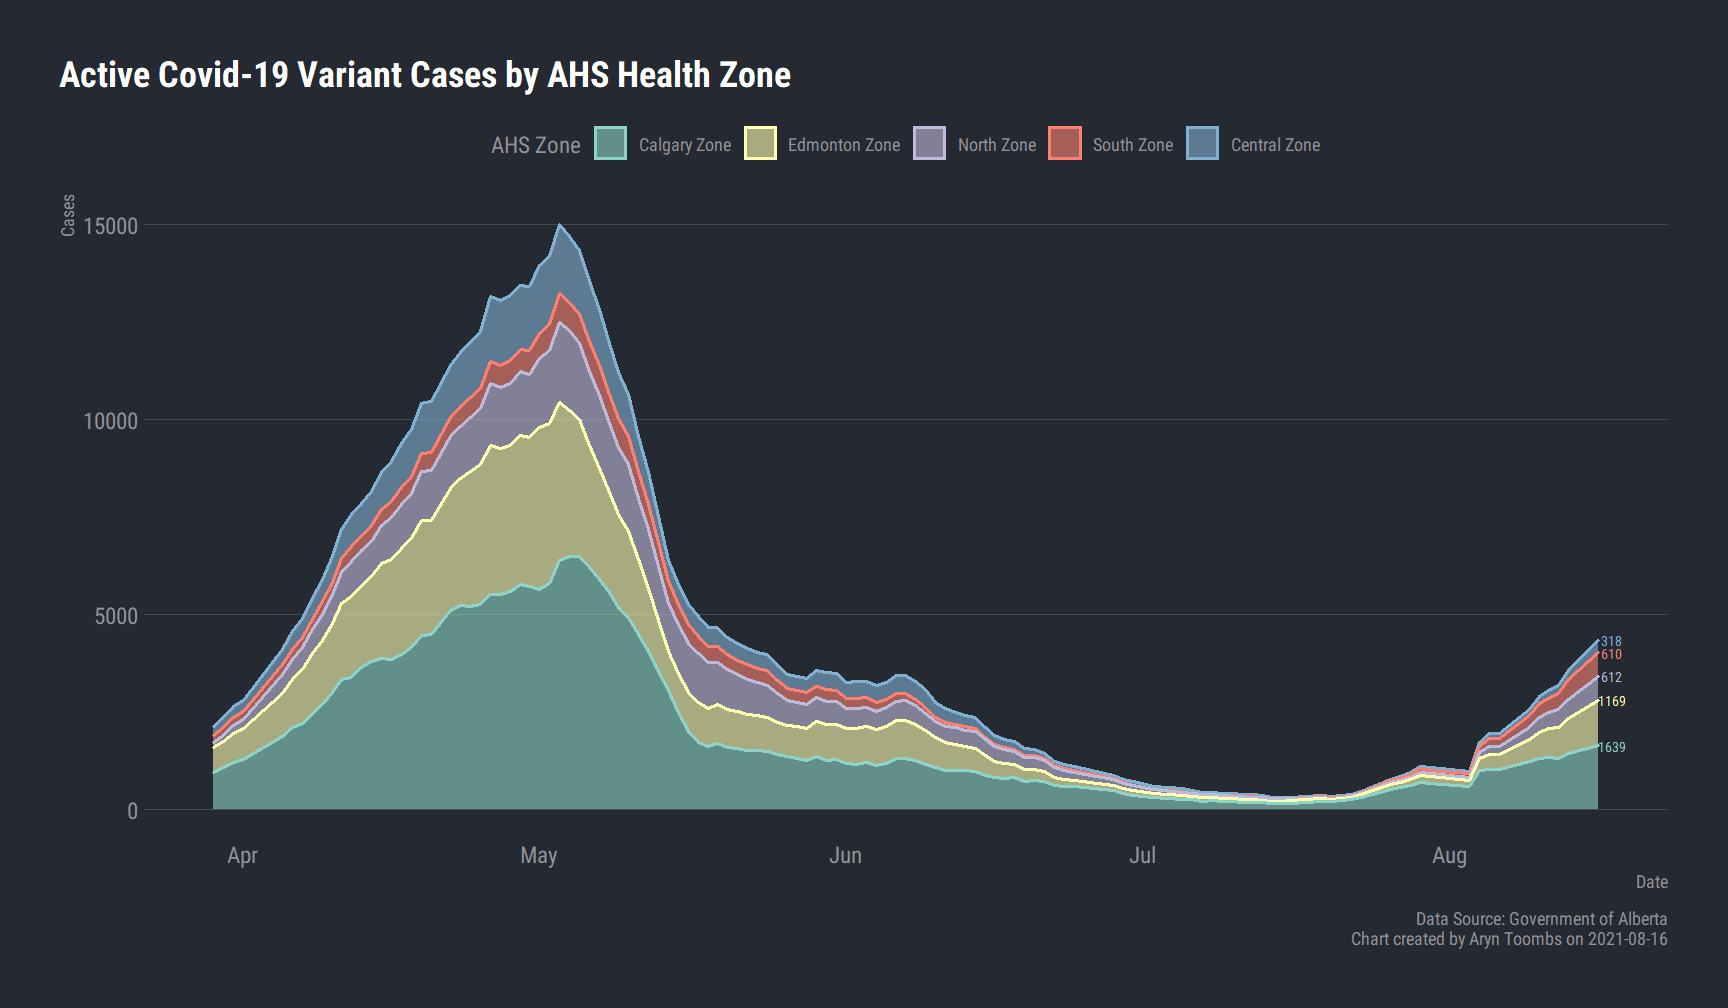 Active Covid-19 Variant Cases by AHS Health Zone
AHS Zone Calgary Zone Edmonton Zone North Zone South Zone Central Zone
Cases
15000
10000
5000
0
318
610
612
1169
1639
Apr May Jun Jul Aug
Date
Data Source: Government of Alberta
Chart created by Aryn Toombs on 2021-08-16